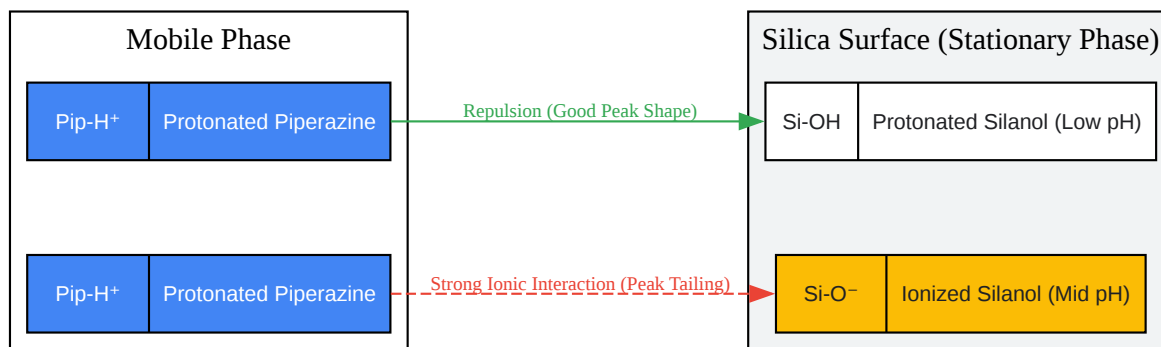 Mobile Phase
Silica Surface (Stationary Phase)
Pip-H⁺ Protonated Piperazine
Repulsion (Good Peak Shape)
Si-OH Protonated Silanol (Low pH)
Pip-H⁺ Protonated Piperazine
Strong Ionic Interaction (Peak Tailing)
Si-O⁻ Ionized Silanol (Mid pH)